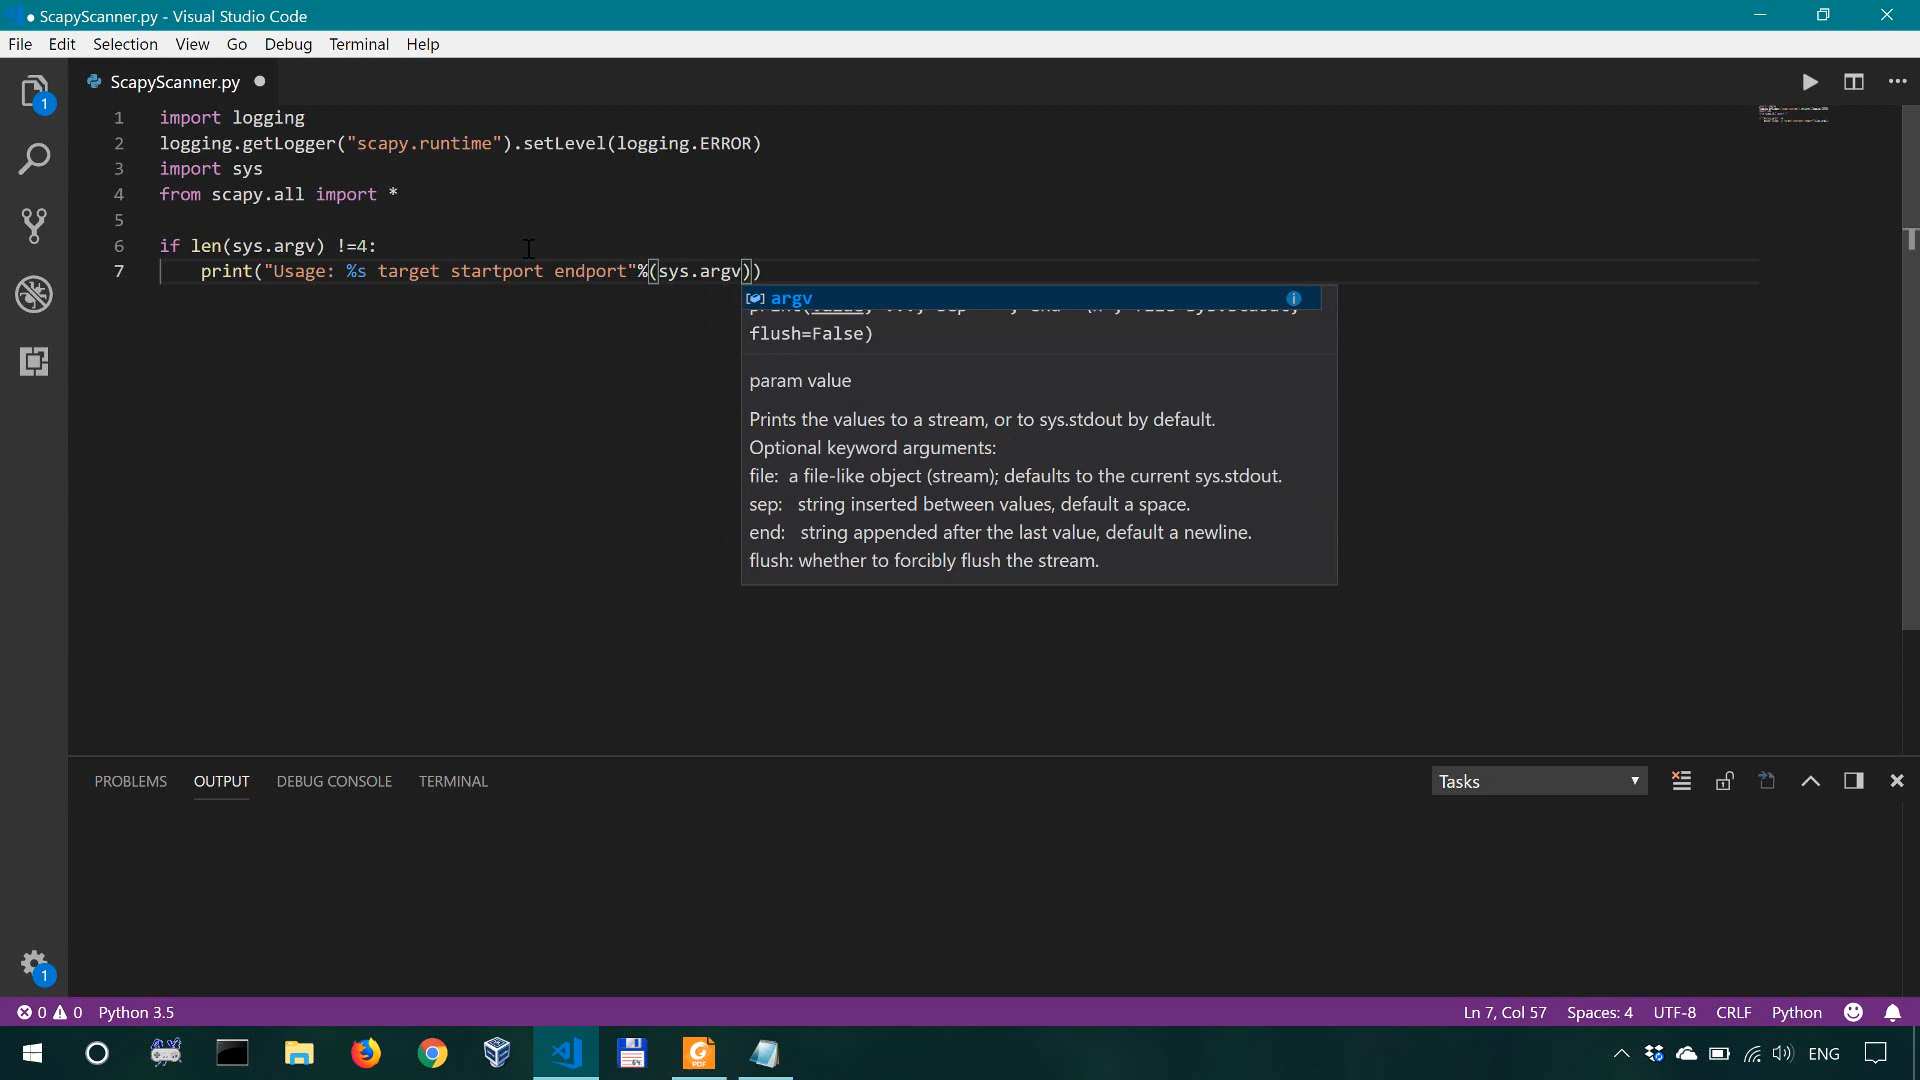 ScapyScanner.py - Visual Studio Code
File Edit Selection View Go Debug Terminal Help
1
ScapyScanner.py
1 import logging
2 logging.getLogger("scapy.runtime").setLevel(logging.ERROR)
3 import sys
4 from scapy.all import *
5
6 if len(sys.argv) !=4:
7 print("Usage: %s target startport endport"%(sys.argv))
argv
flush=False)
param value
Prints the values to a stream, or to sys.stdout by default.
Optional keyword arguments:
file: a file-like object (stream); defaults to the current sys.stdout.
sep: string inserted between values, default a space.
end: string appended after the last value, default a newline.
flush: whether to forcibly flush the stream.
PROBLEMS OUTPUT DEBUG CONSOLE TERMINAL Tasks
1
0 0 Python 3.5 Ln 7, Col 57 Spaces: 4 UTF-8 CRLF Python
64 PDF ENG